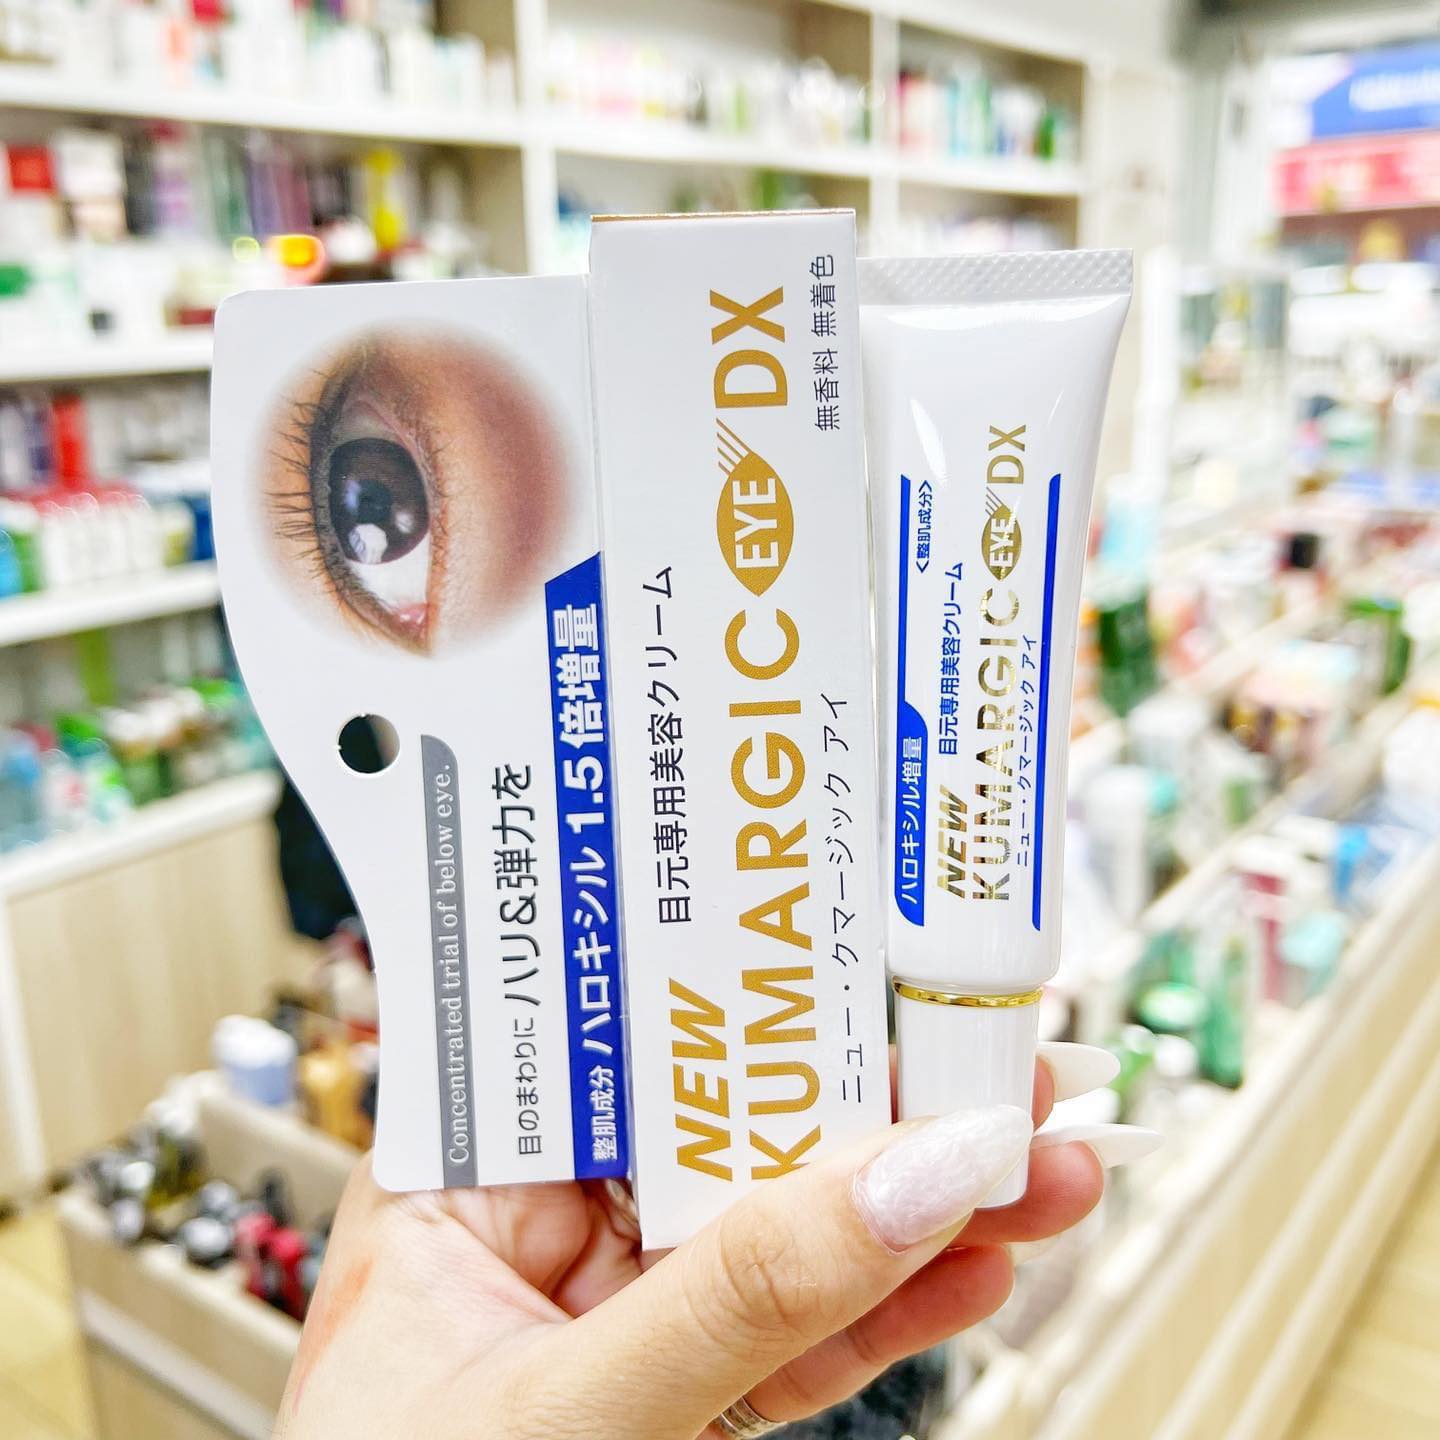 Concentrated trial of below eye.
目のまわりに ハリ&弾力を
整肌成分 ハロキシル 1.5倍増量
目元専用美容クリーム
NEW
KUMARGIC EYE DX
ニュー・クマージック アイ
無香料 無着色
ハロキシル増量
<整肌成分>
目元専用美容クリーム
NEW
KUMARGIC EYE DX
ニュー・クマージック アイ